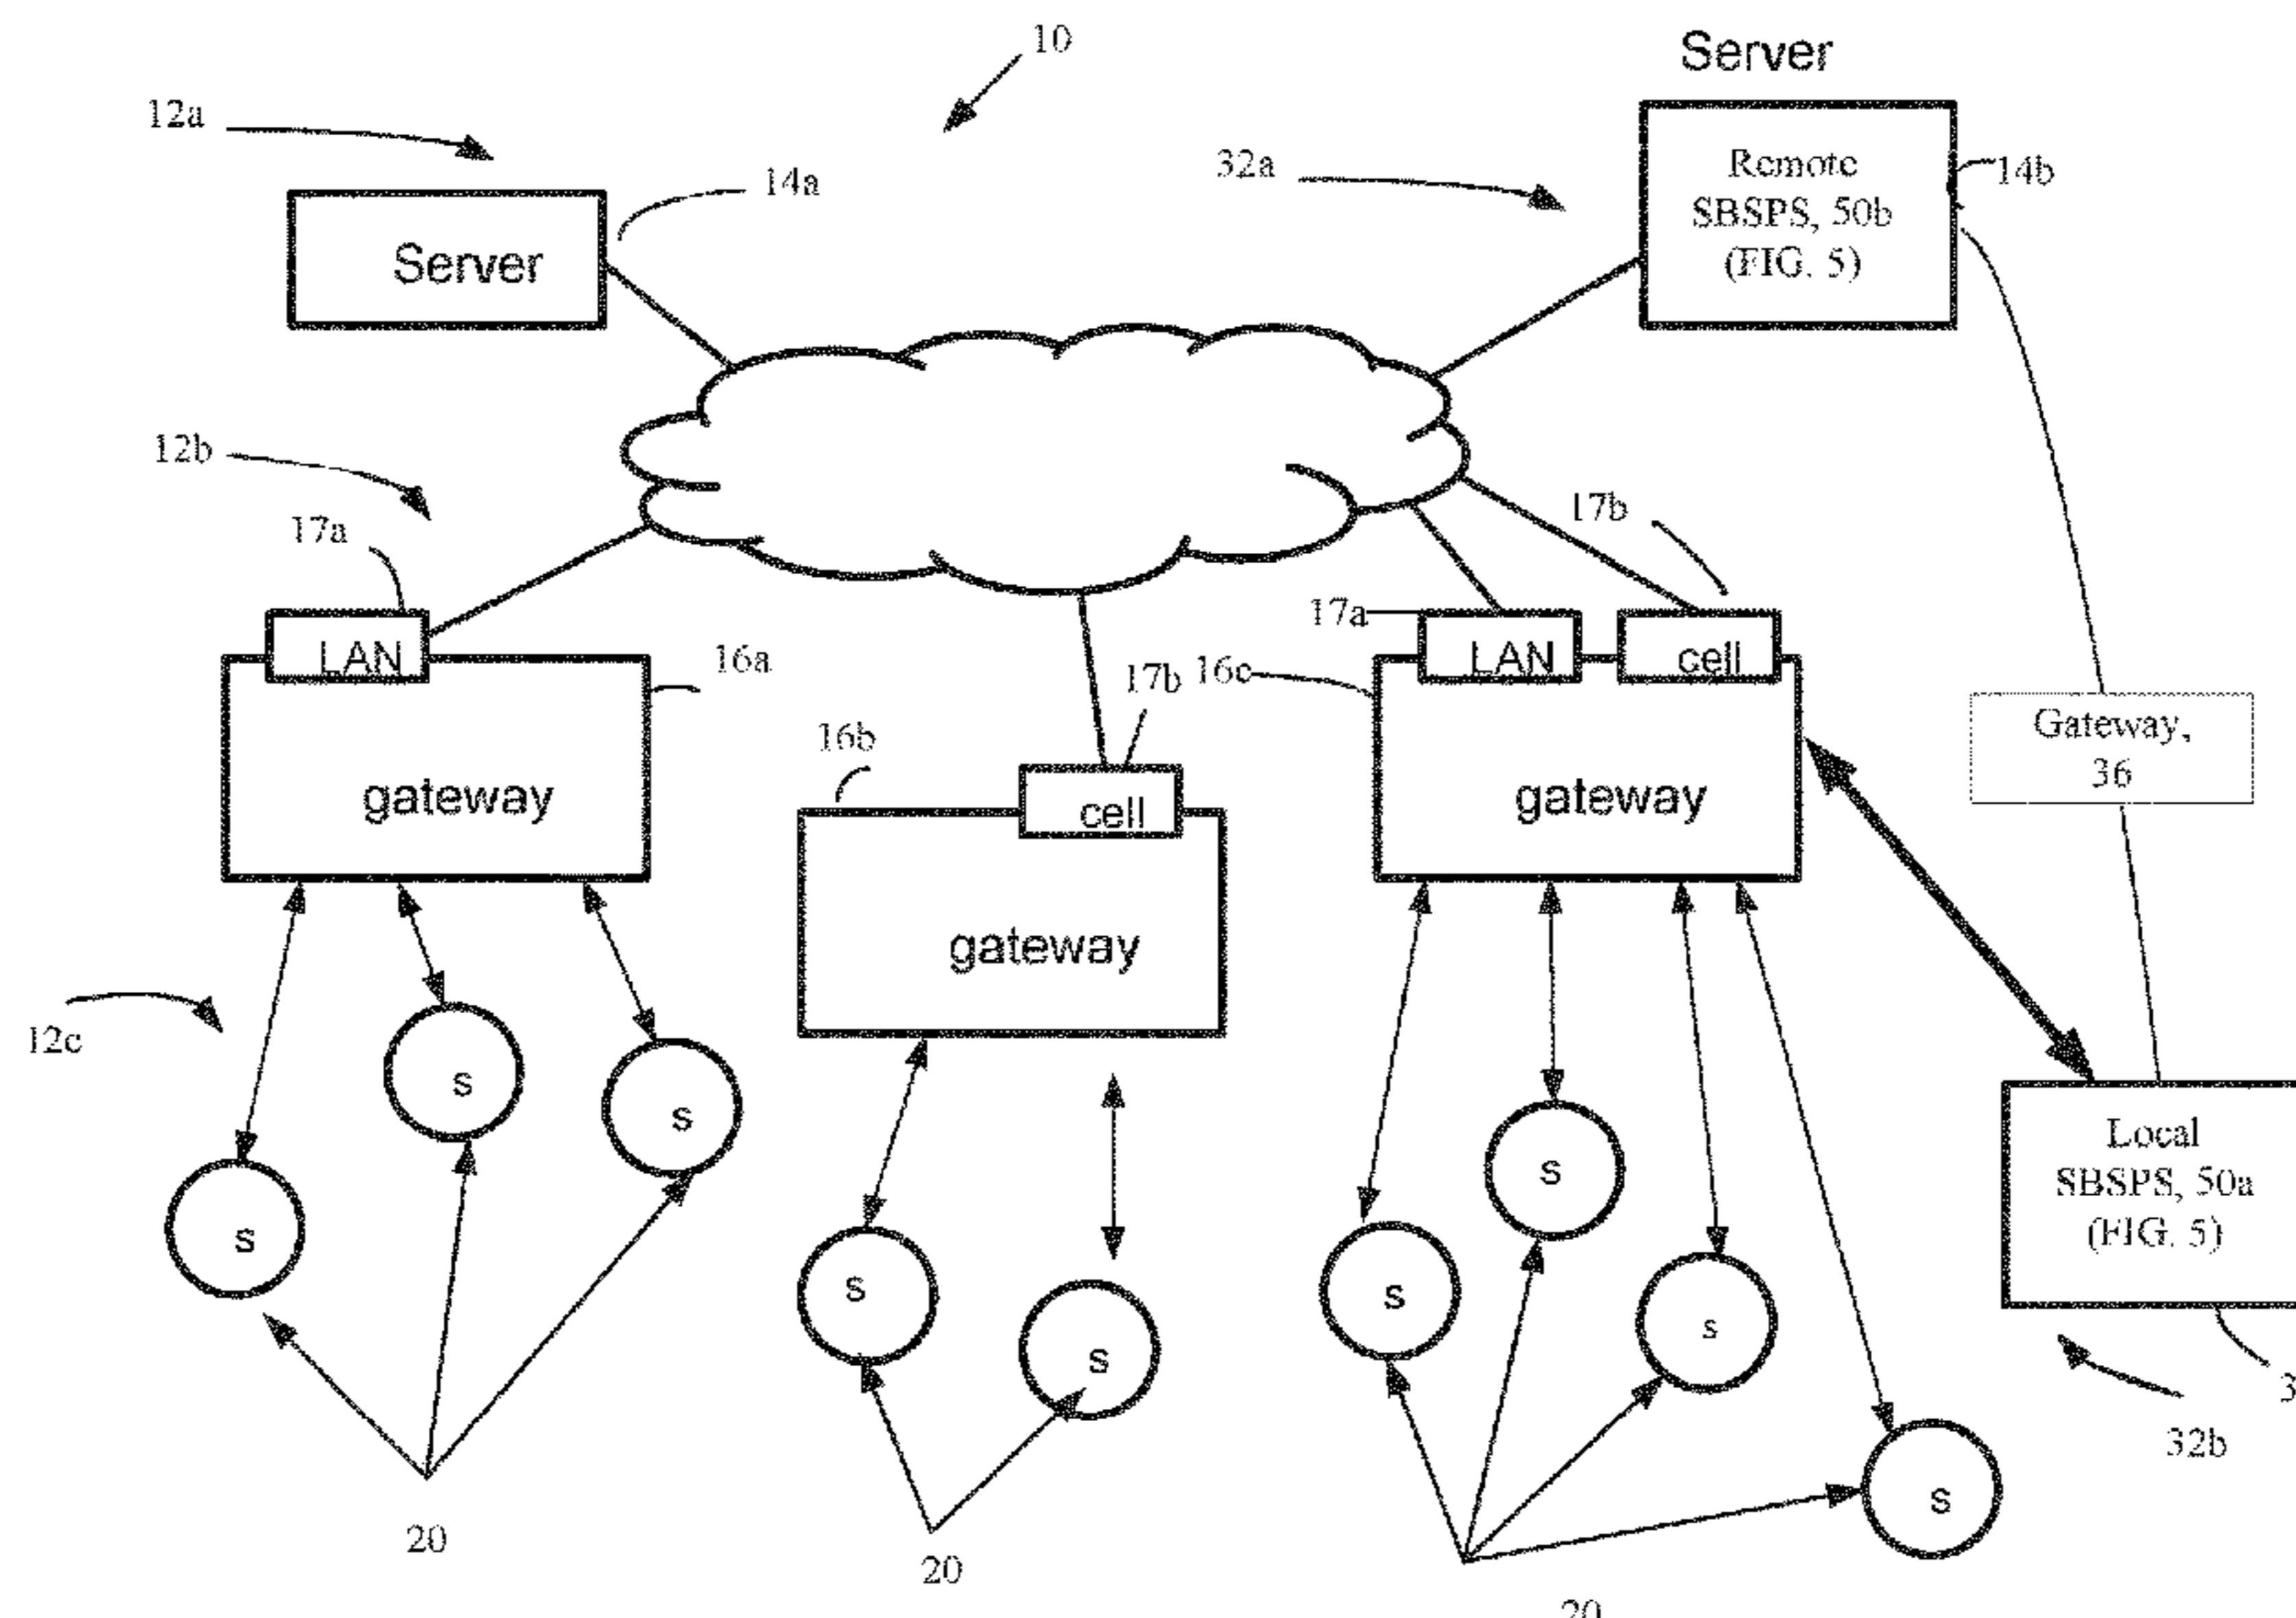 10
Server
12a
14a
32a
Remote
SBSPS, 50b
(FIG. 5)
14b
Server
12b
17a
17b
LAN
16a
17a
LAN
cell
17b
16c
16b
Gateway,
36
gateway
cell
gateway
gateway
12c
s
s
s
s
s
s
s
s
s
Local
SBSPS, 50a
(FIG. 5)
32b
20
20
20